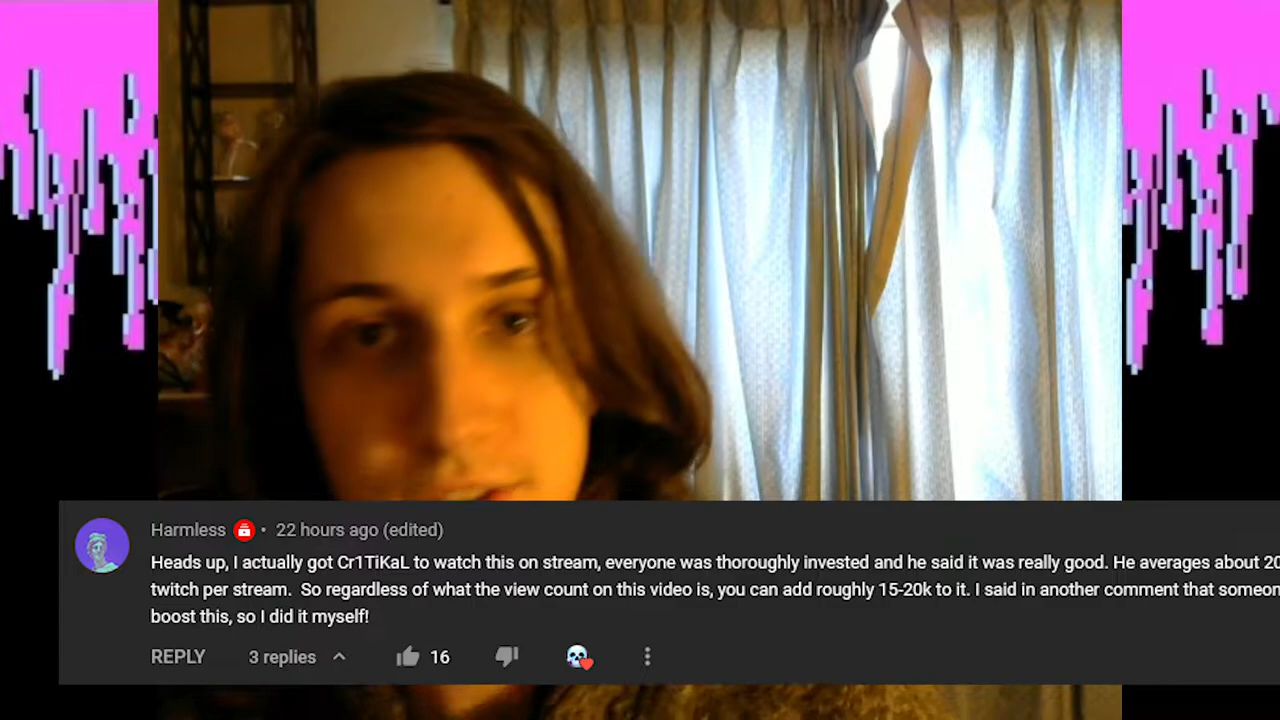 Harmless • 22 hours ago (edited)
Heads up, I actually got Cr1TiKaL to watch this on stream, everyone was thoroughly invested and he said it was really good. He averages about 20
twitch per stream. So regardless of what the view count on this video is, you can add roughly 15-20k to it. I said in another comment that someon
boost this, so I did it myself!
REPLY 3 replies 16